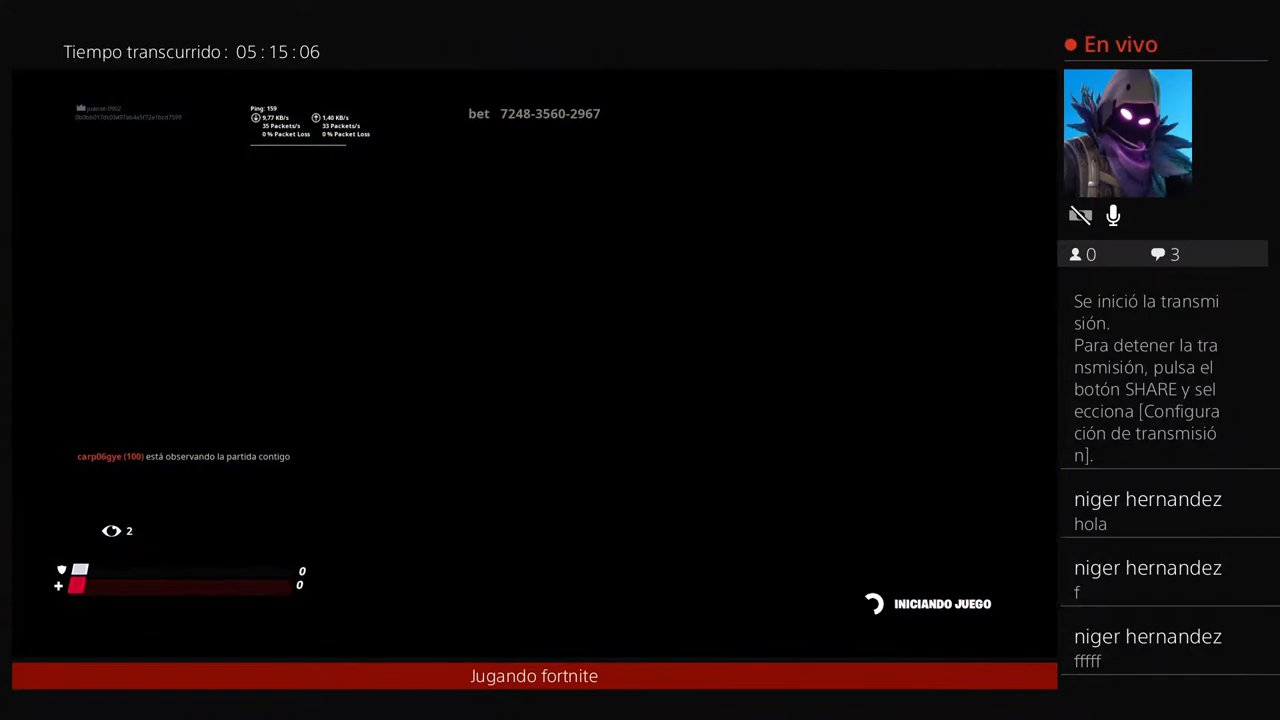 Tiempo transcurrido: 05:15:06
En vivo
juanse-0902
Ping: 159
9,77 KB/s 1,40 KB/s
35 Packets/s 33 Packets/s
0 % Packet Loss 0 % Packet Loss
bet 7248-3560-2967
0 3
Se inició la transmi
sión.
Para detener la tra
nsmisión, pulsa el
botón SHARE y sel
ecciona [Configura
ción de transmisió
n].
carp06gye (100) está observando la partida contigo
niger hernandez
hola
2
niger hernandez
f
0
0
INICIANDO JUEGO
niger hernandez
fffff
Jugando fortnite